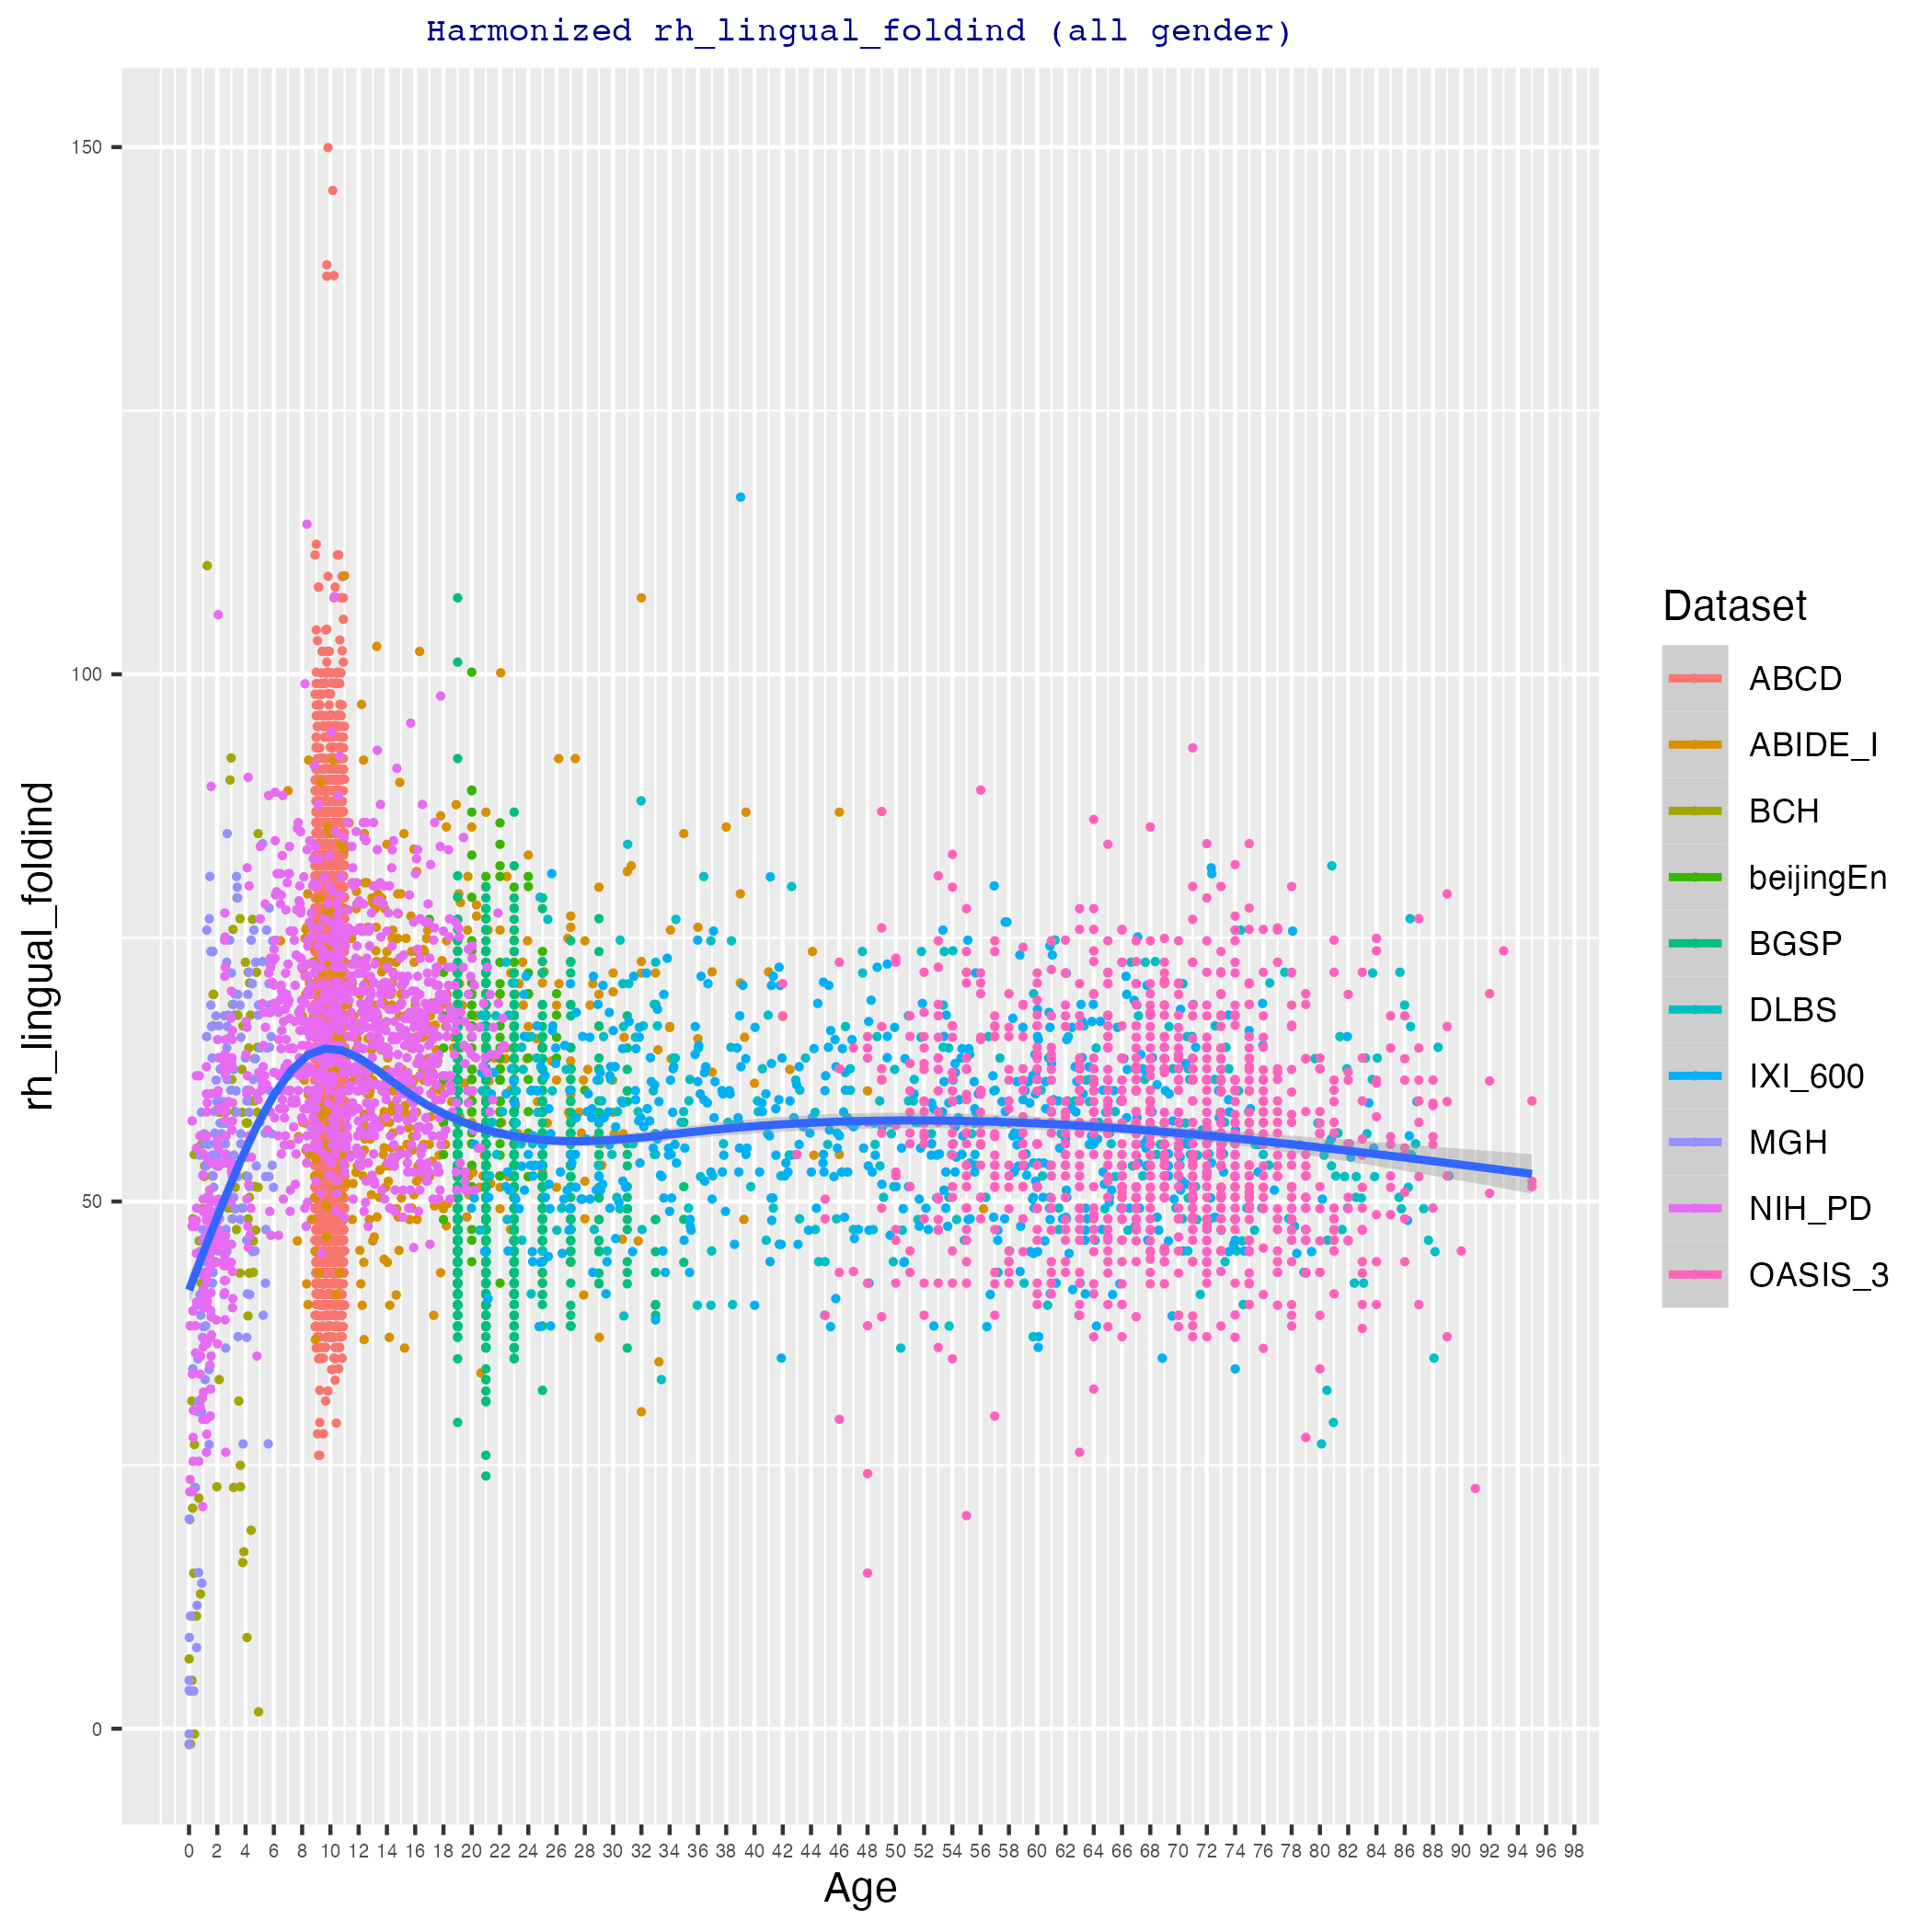 Harmonized rh_lingual_foldind (all gender)
150
100
50
0
rh_lingual_foldind
0 2 4 6 8 10 12 14 16 18 20 22 24 26 28 30 32 34 36 38 40 42 44 46 48 50 52 54 56 58 60 62 64 66 68 70 72 74 76 78 80 82 84 86 88 90 92 94 96 98
Age
Dataset
ABCD
ABIDE_I
BCH
beijingEn
BGSP
DLBS
IXI_600
MGH
NIH_PD
OASIS_3